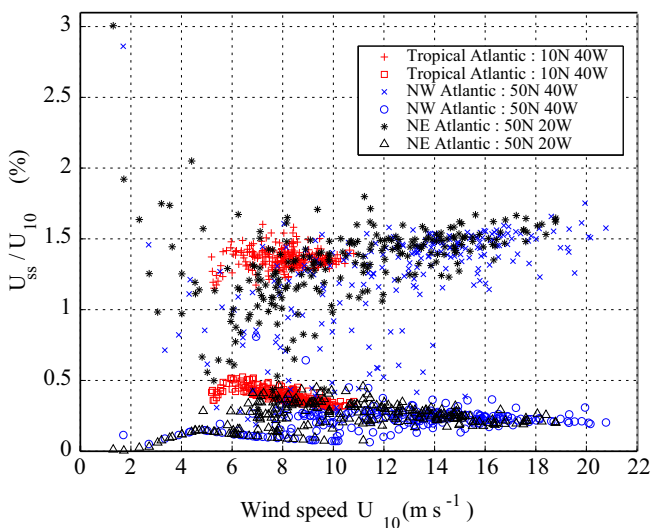 3
2.5
2
1.5
1
0.5
0
U_ss / U_10 (%)
Tropical Atlantic : 10N 40W
Tropical Atlantic : 10N 40W
NW Atlantic : 50N 40W
NW Atlantic : 50N 40W
NE Atlantic : 50N 20W
NE Atlantic : 50N 20W
0 2 4 6 8 10 12 14 16 18 20 22
Wind speed U_10 (m s^-1)